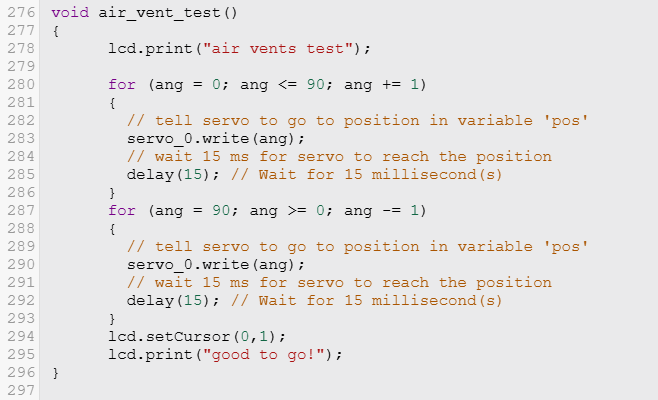 276 void air_vent_test()
277 {
278 lcd.print("air vents test");
279
280 for (ang = 0; ang <= 90; ang += 1)
281 {
282 // tell servo to go to position in variable 'pos'
283 servo_0.write(ang);
284 // wait 15 ms for servo to reach the position
285 delay(15); // Wait for 15 millisecond(s)
286 }
287 for (ang = 90; ang >= 0; ang -= 1)
288 {
289 // tell servo to go to position in variable 'pos'
290 servo_0.write(ang);
291 // wait 15 ms for servo to reach the position
292 delay(15); // Wait for 15 millisecond(s)
293 }
294 lcd.setCursor(0,1);
295 lcd.print("good to go!");
296 }
297